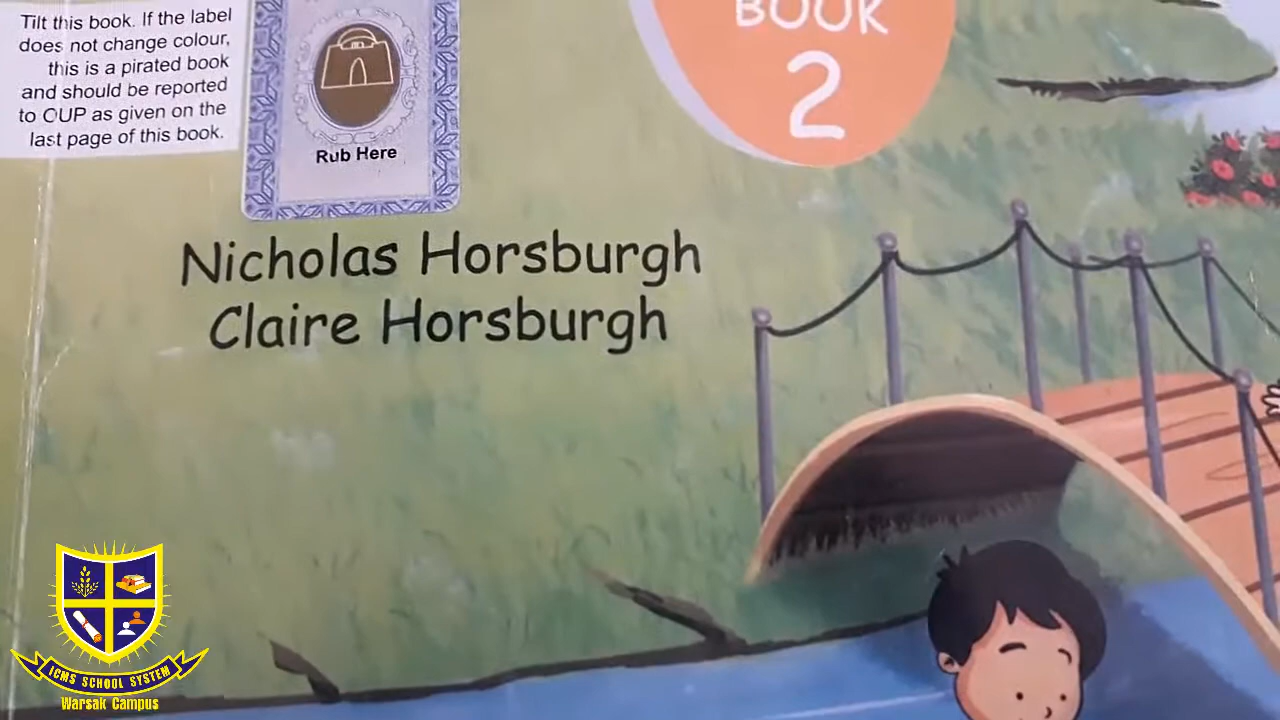 Tilt this book. If the label
does not change colour,
this is a pirated book
and should be reported
to OUP as given on the
last page of this book.
Rub Here
BOOK
2
Nicholas Horsburgh
Claire Horsburgh
ICMS SCHOOL SYSTEM
Warsak Campus